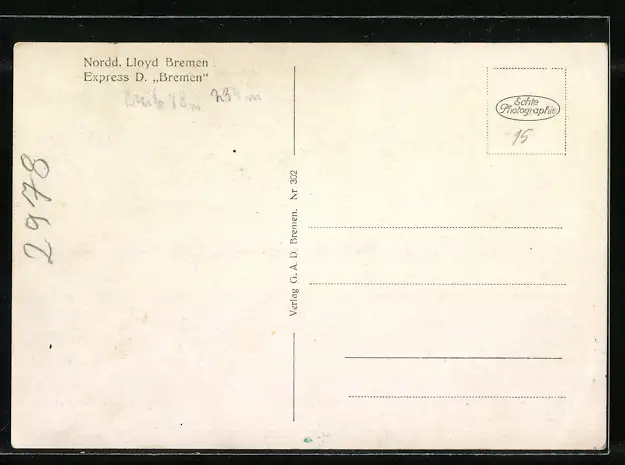 Nordd. Lloyd Bremen
Express D. „Bremen“
2978
Verlag G. A. D. Bremen. Nr 302
Echte
Photographie
15